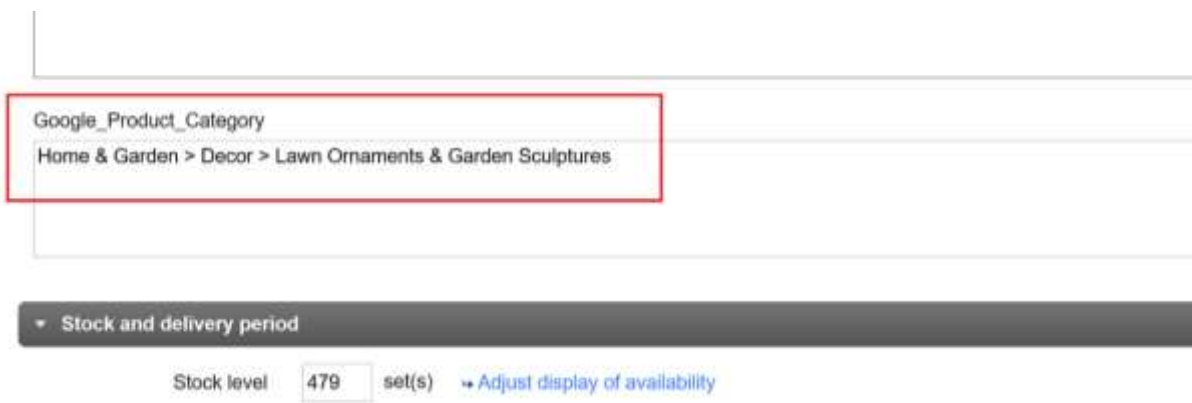 Google_Product_Category
Home & Garden > Decor > Lawn Ornaments & Garden Sculptures
Stock and delivery period
Stock level 479 set(s) Adjust display of availability